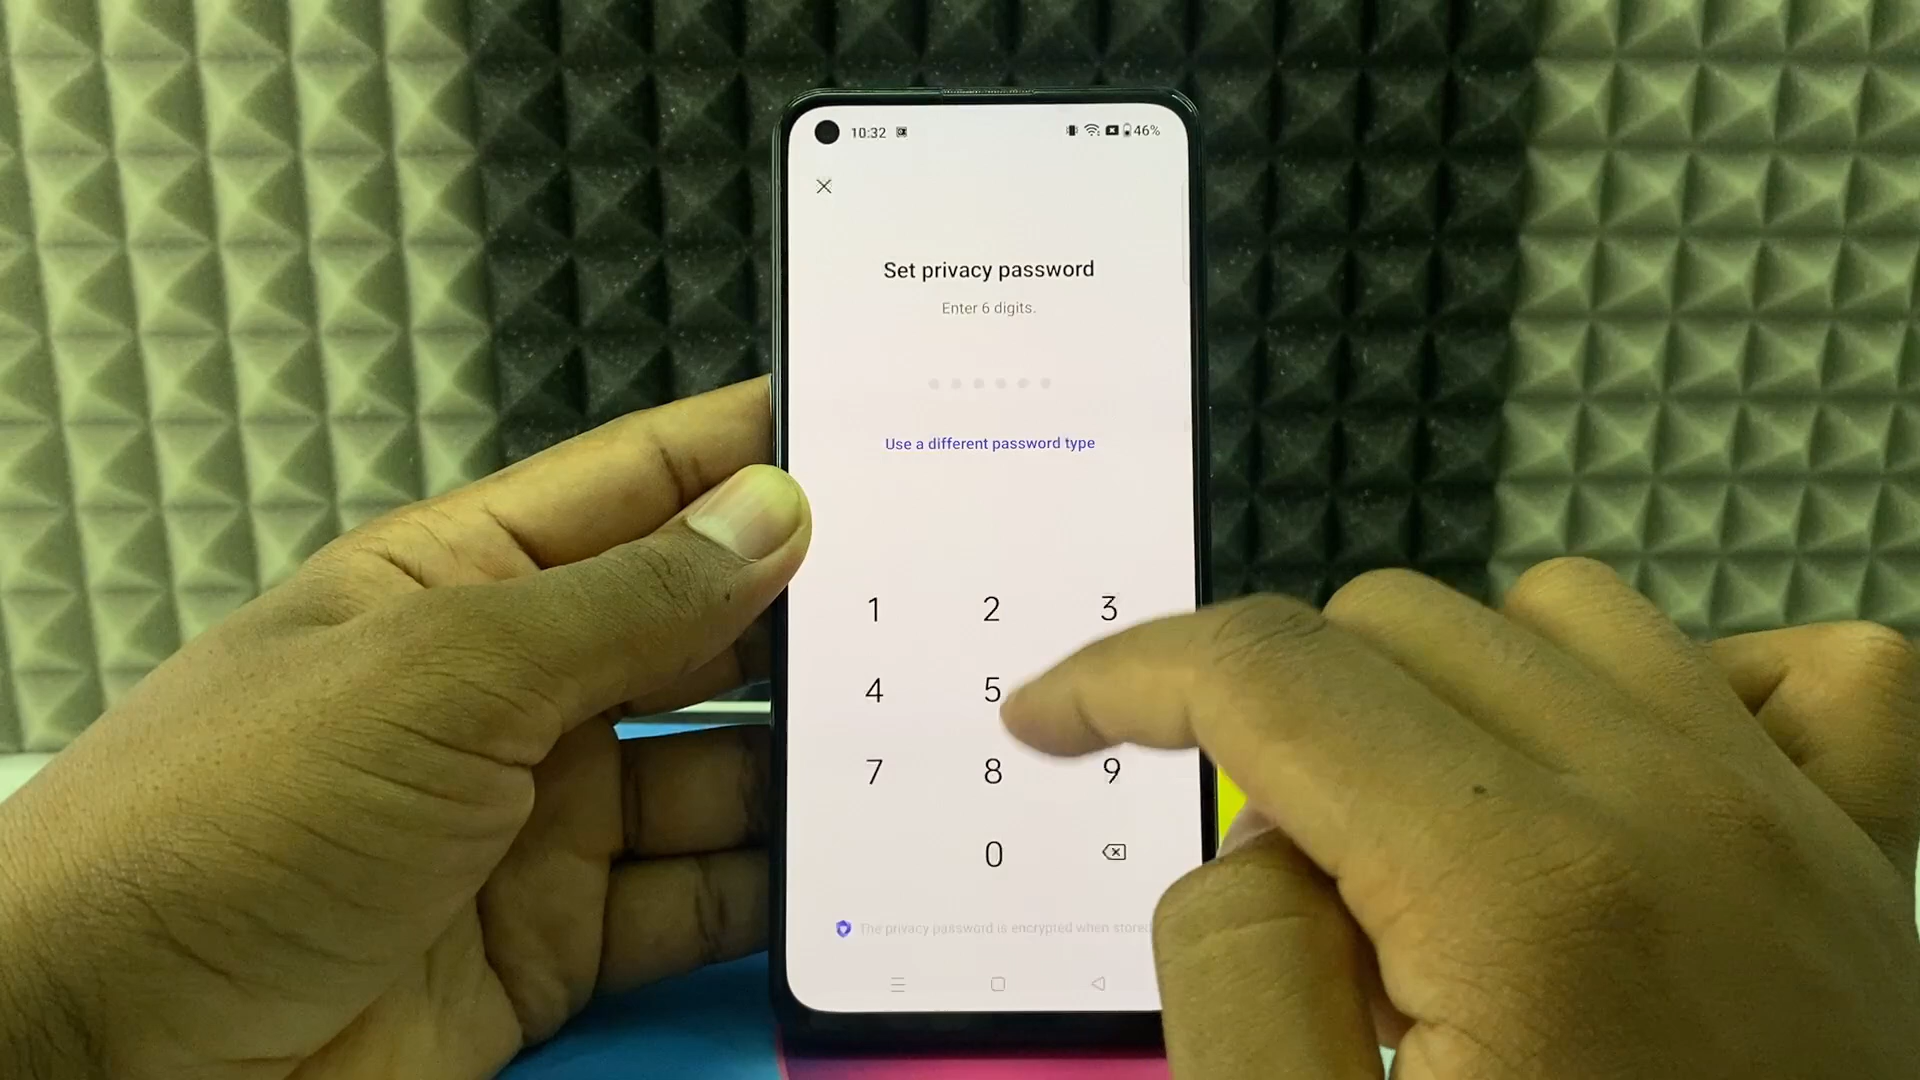 10:32
46%
Set privacy password
Enter 6 digits.
Use a different password type
1 2 3
4 5
7 8 9
0
The privacy password is encrypted when stored